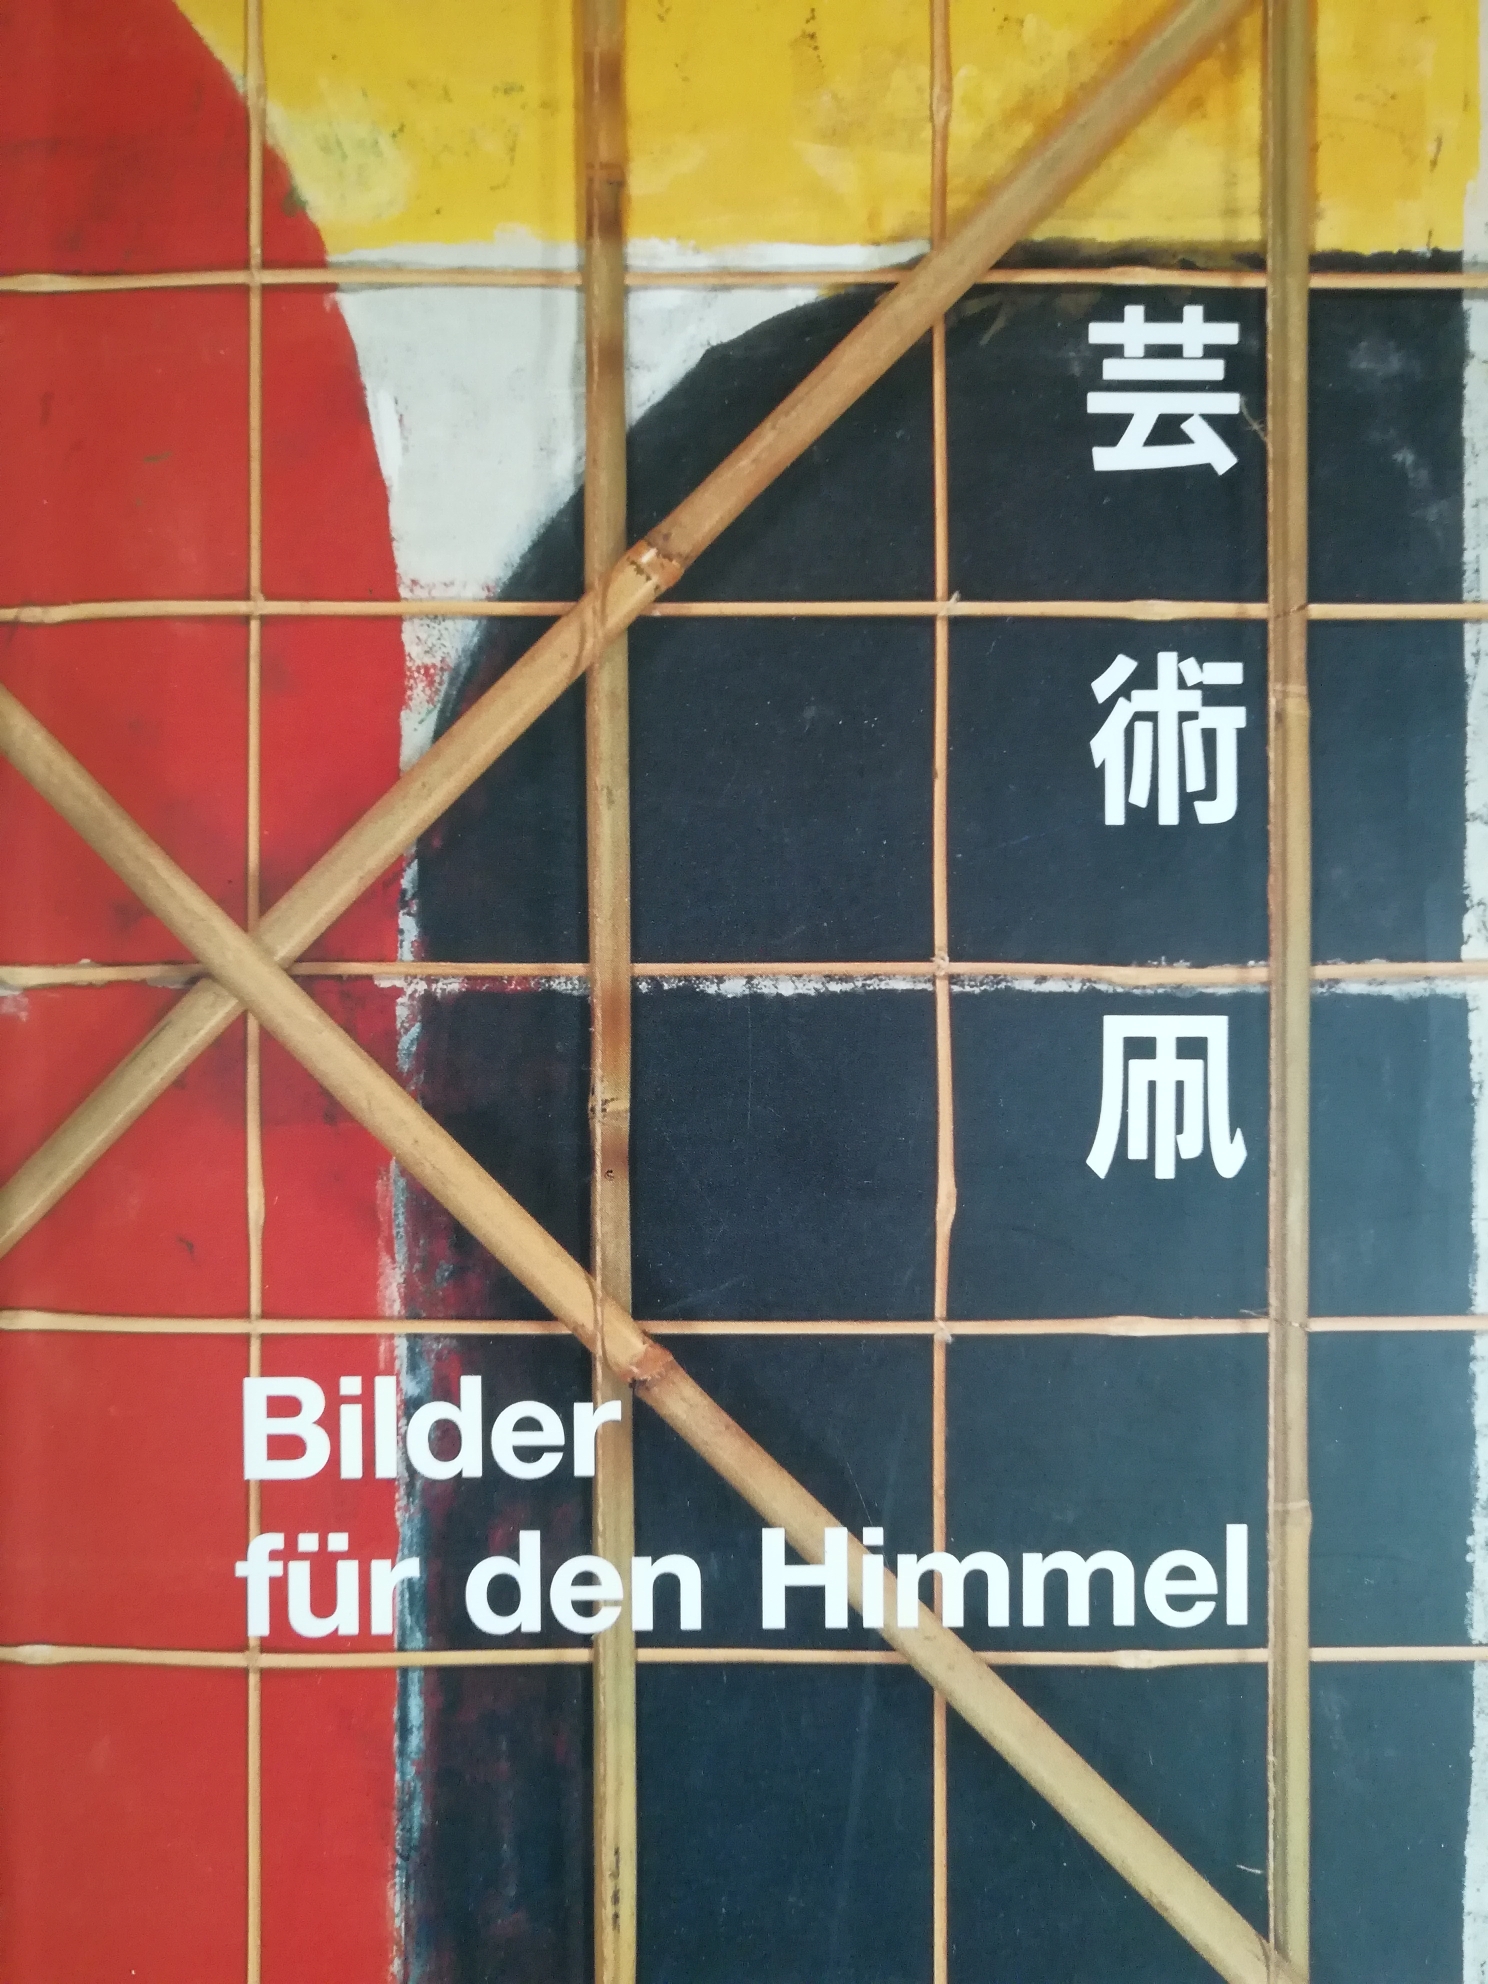 芸術凧
Bilder
für den Himmel